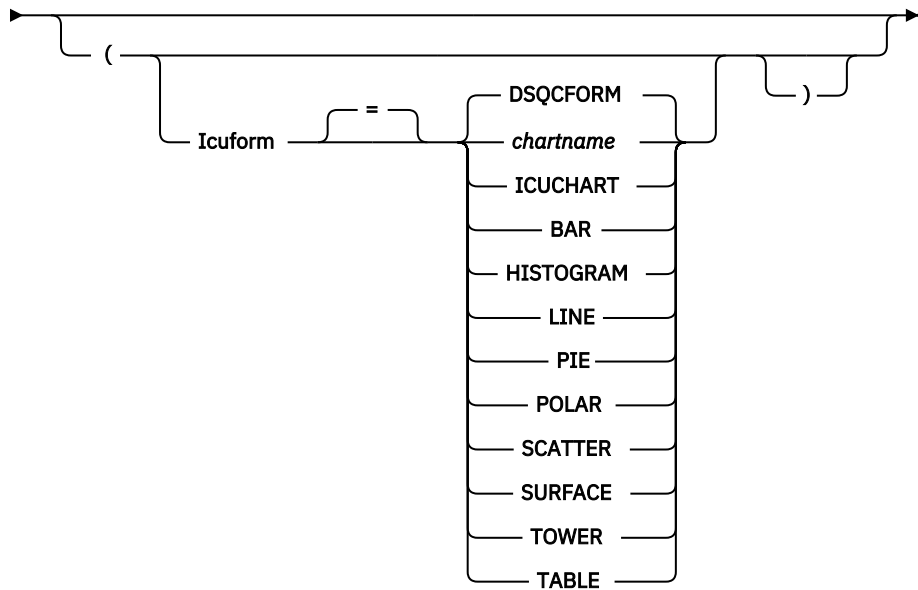 (
DSQCFORM
)
=
Icuform
chartname
ICUCHART
BAR
HISTOGRAM
LINE
PIE
POLAR
SCATTER
SURFACE
TOWER
TABLE